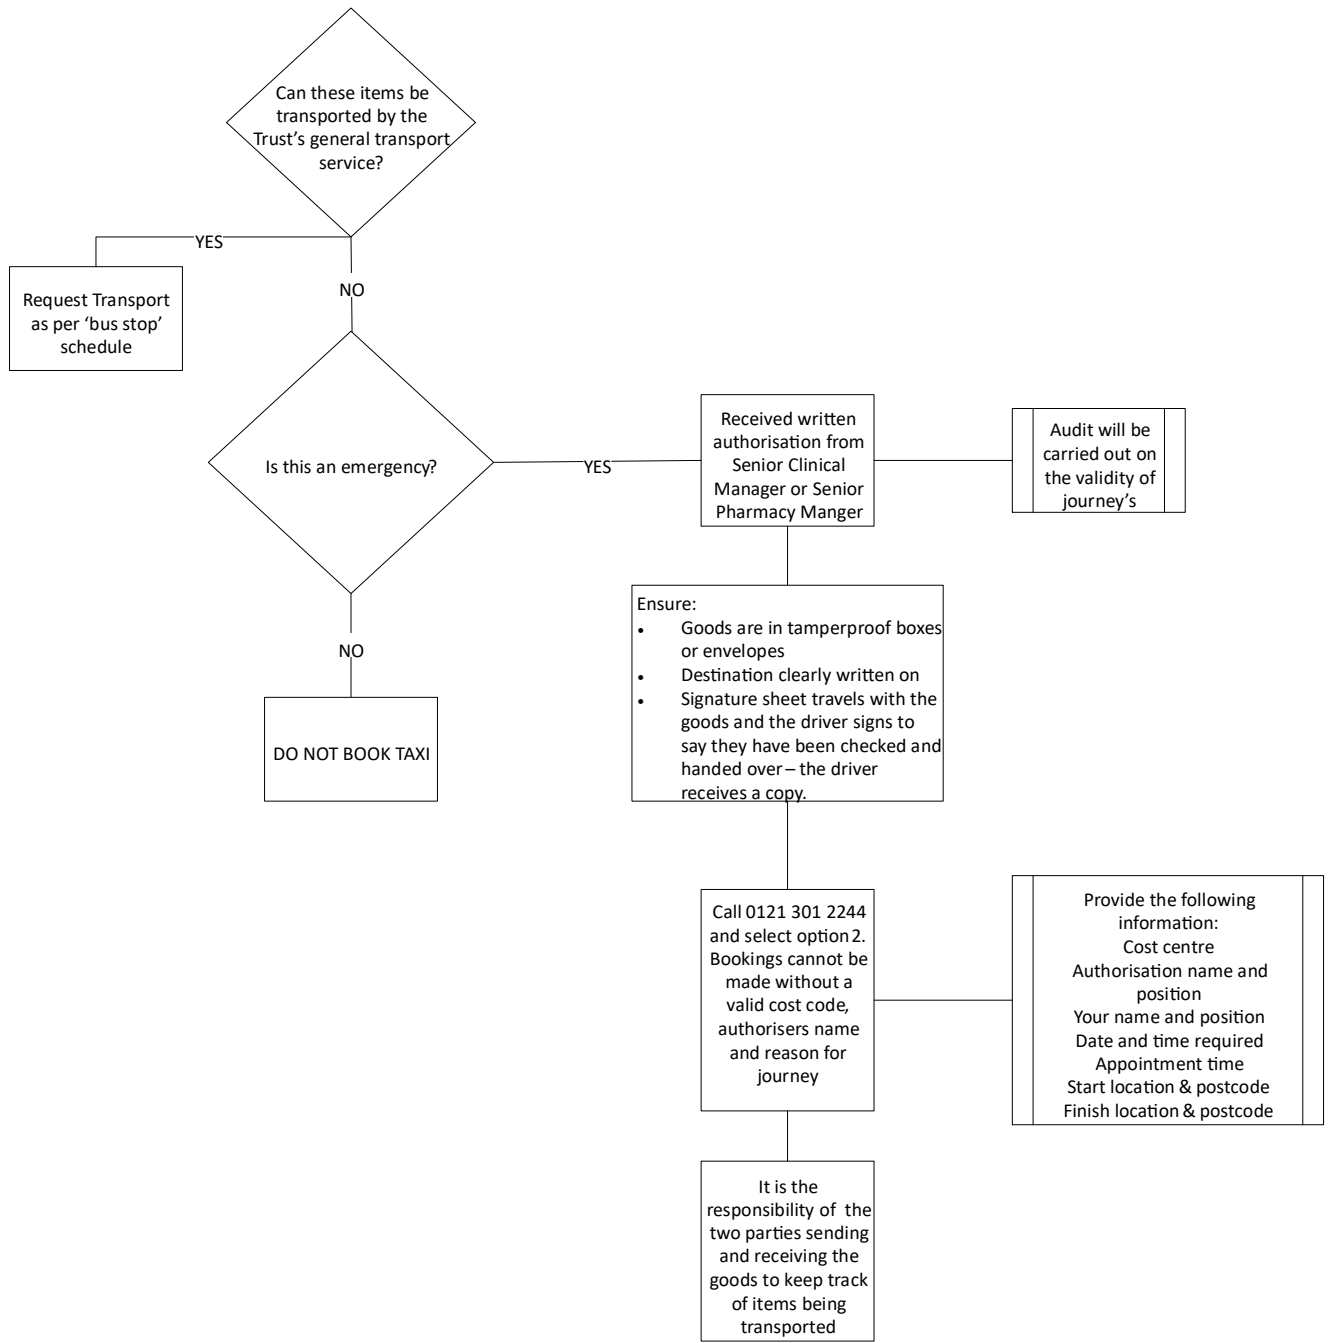 Can these items be
transported by the
Trust’s general transport
service?
YES
NO
Request Transport
as per ‘bus stop’
schedule
Is this an emergency?
YES
Received written
authorisation from
Senior Clinical
Manager or Senior
Pharmacy Manger
Audit will be
carried out on
the validity of
journey’s
NO
DO NOT BOOK TAXI
Ensure:
• Goods are in tamperproof boxes
or envelopes
• Destination clearly written on
• Signature sheet travels with the
goods and the driver signs to
say they have been checked and
handed over – the driver
receives a copy.
Call 0121 301 2244
and select option 2.
Bookings cannot be
made without a
valid cost code,
authorisers name
and reason for
journey
Provide the following
information:
Cost centre
Authorisation name and
position
Your name and position
Date and time required
Appointment time
Start location & postcode
Finish location & postcode
It is the
responsibility of the
two parties sending
and receiving the
goods to keep track
of items being
transported